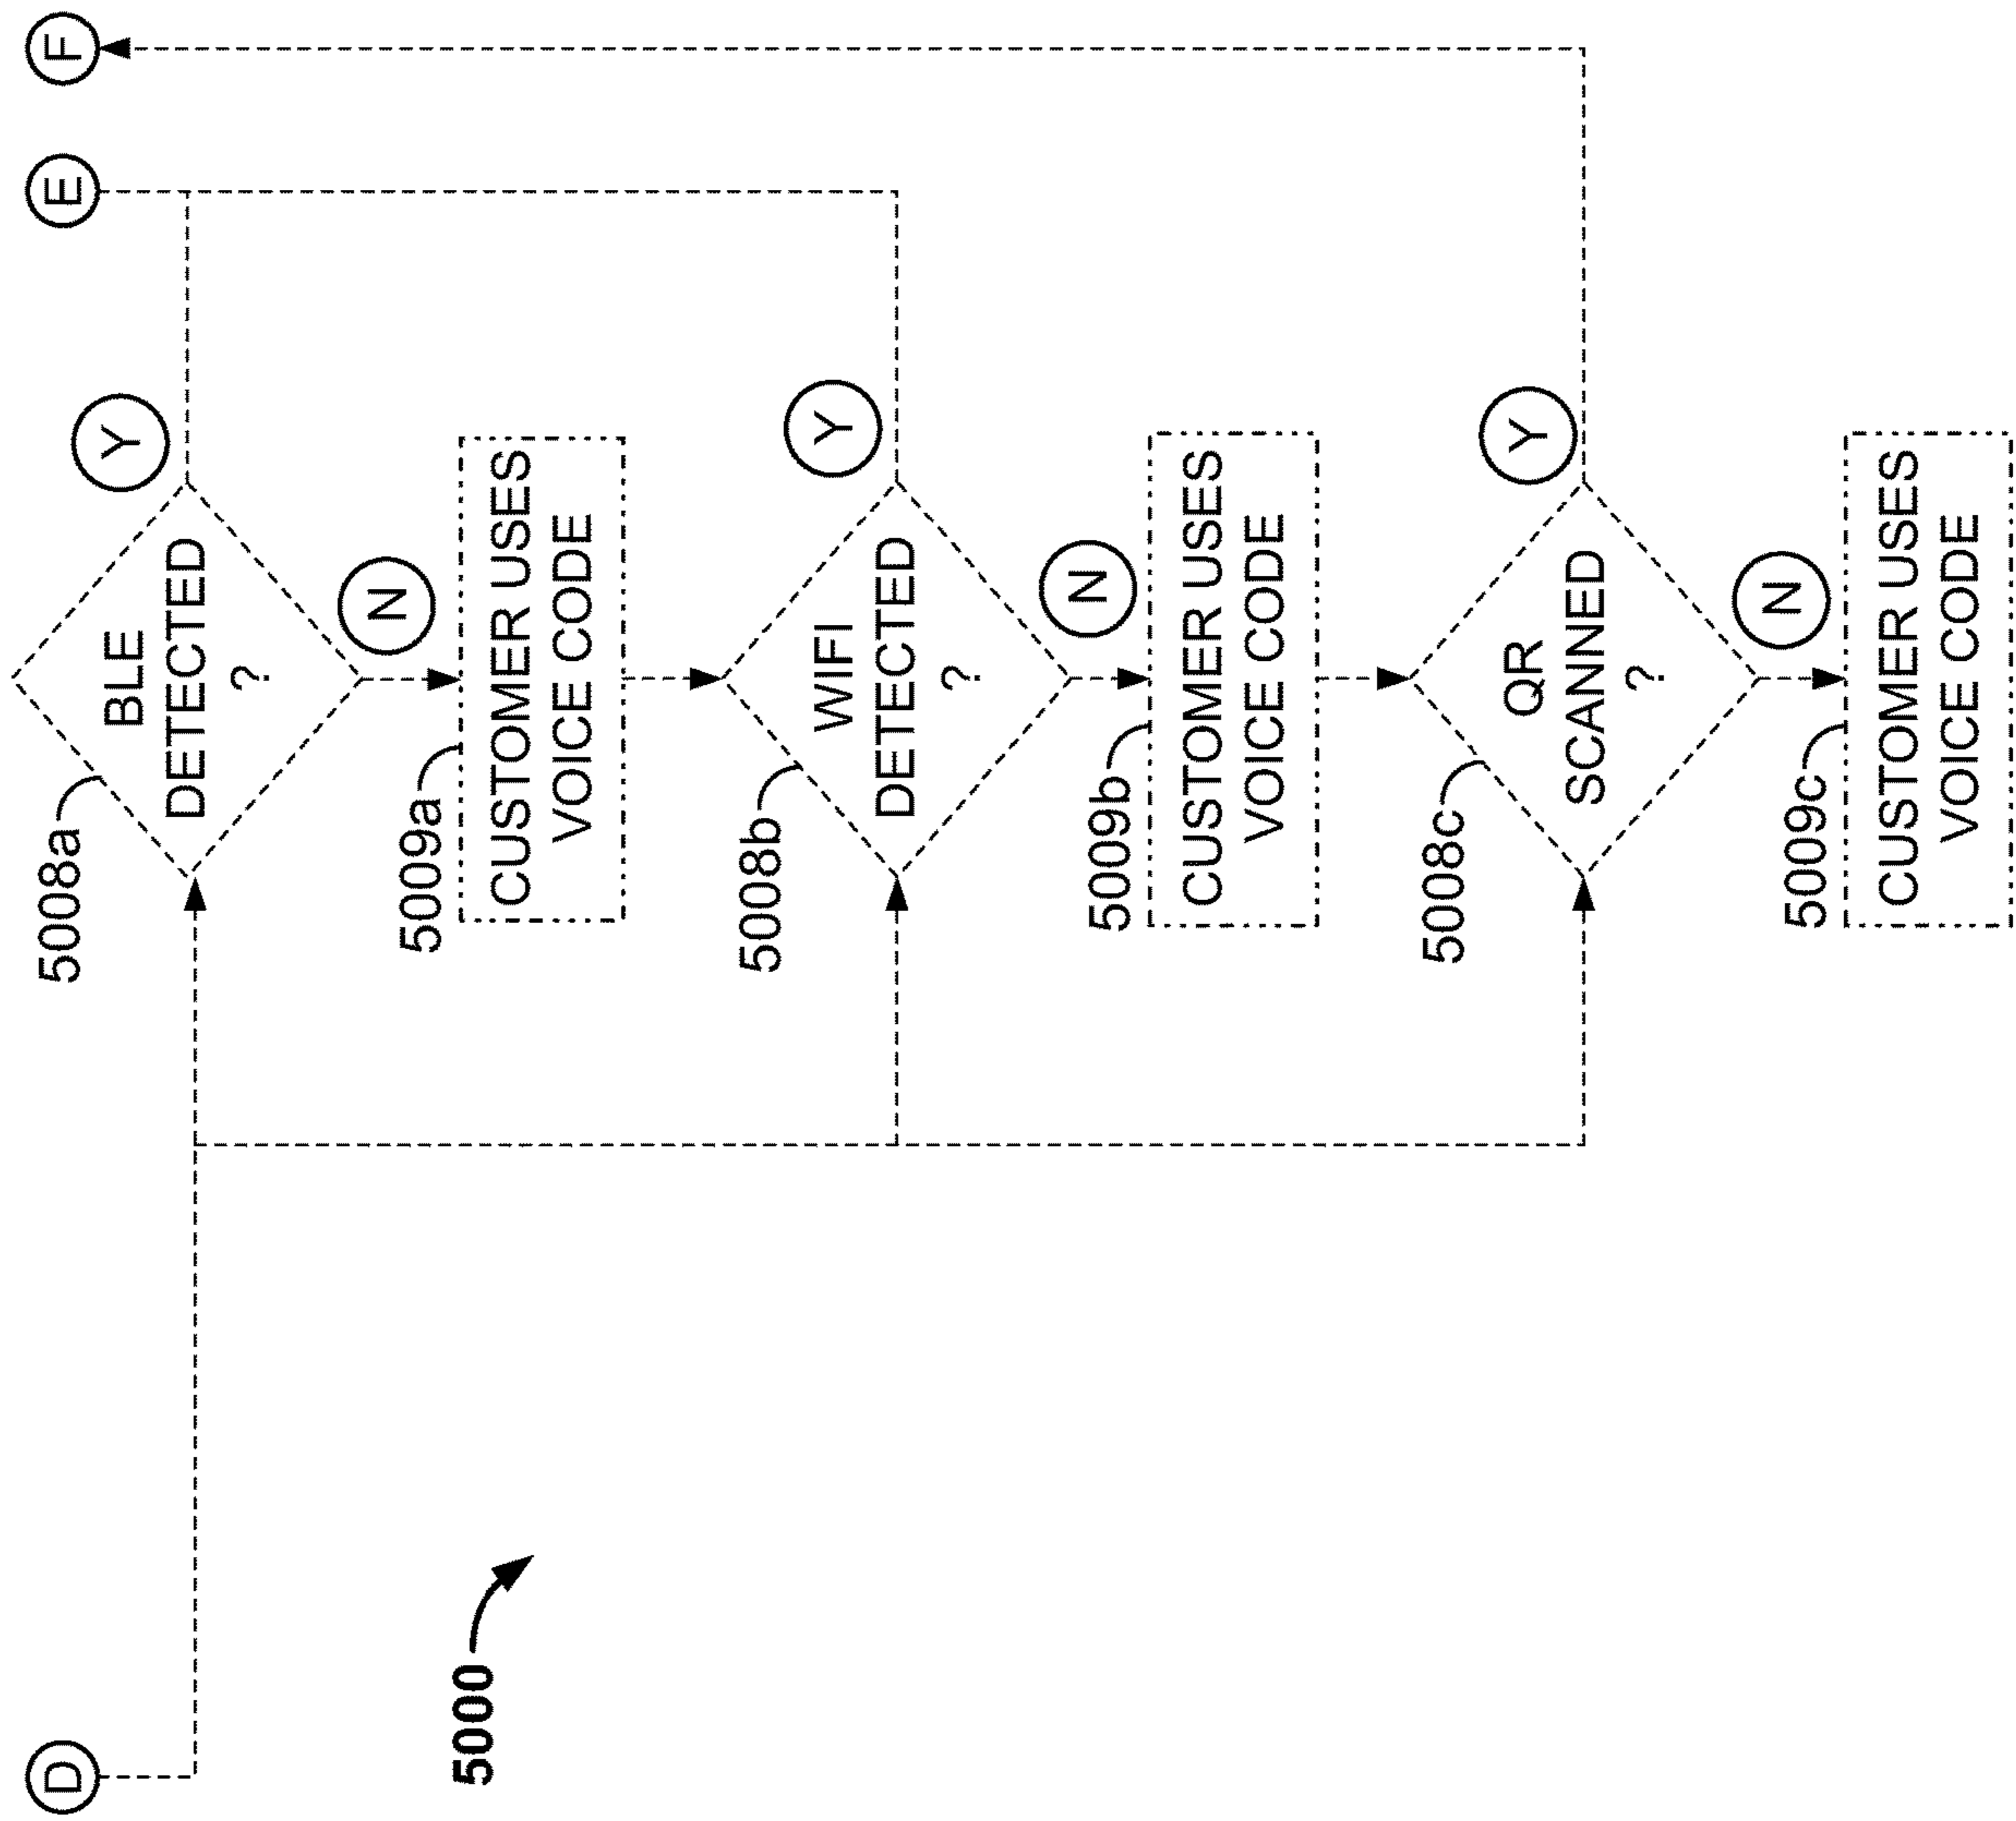 D
E
F
5000
5008a
BLE
DETECTED
?
Y
N
5009a
CUSTOMER USES
VOICE CODE
5008b
WIFI
DETECTED
?
Y
N
5009b
CUSTOMER USES
VOICE CODE
5008c
QR
SCANNED
?
Y
N
5009c
CUSTOMER USES
VOICE CODE